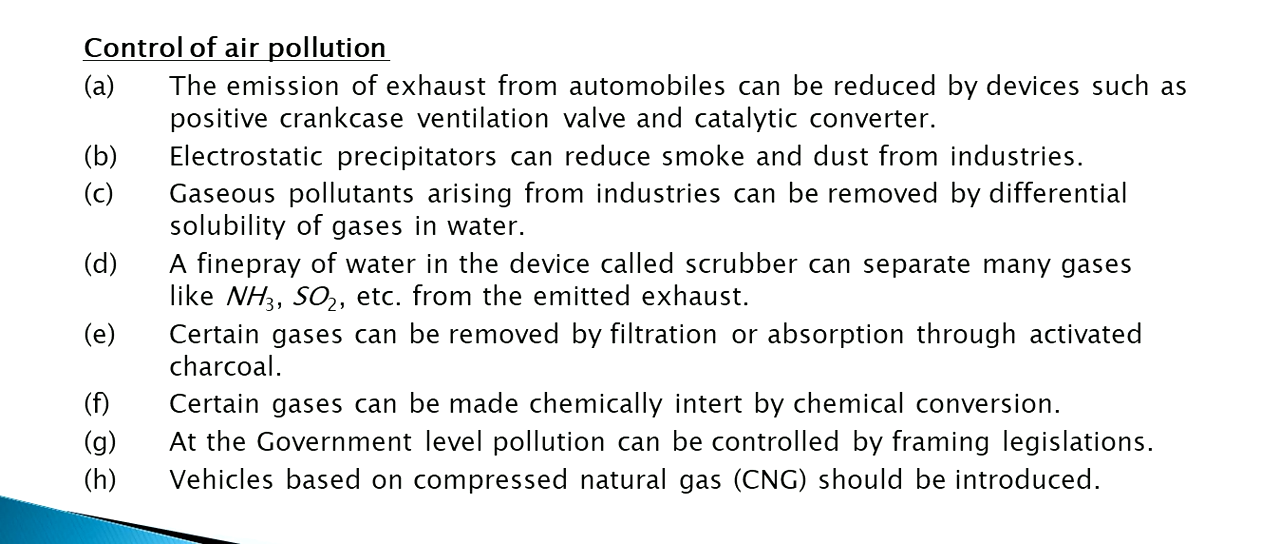 Control of air pollution
(a) The emission of exhaust from automobiles can be reduced by devices such as
positive crankcase ventilation valve and catalytic converter.
(b) Electrostatic precipitators can reduce smoke and dust from industries.
(c) Gaseous pollutants arising from industries can be removed by differential
solubility of gases in water.
(d) A finepray of water in the device called scrubber can separate many gases
like NH₃, SO₂, etc. from the emitted exhaust.
(e) Certain gases can be removed by filtration or absorption through activated
charcoal.
(f) Certain gases can be made chemically intert by chemical conversion.
(g) At the Government level pollution can be controlled by framing legislations.
(h) Vehicles based on compressed natural gas (CNG) should be introduced.